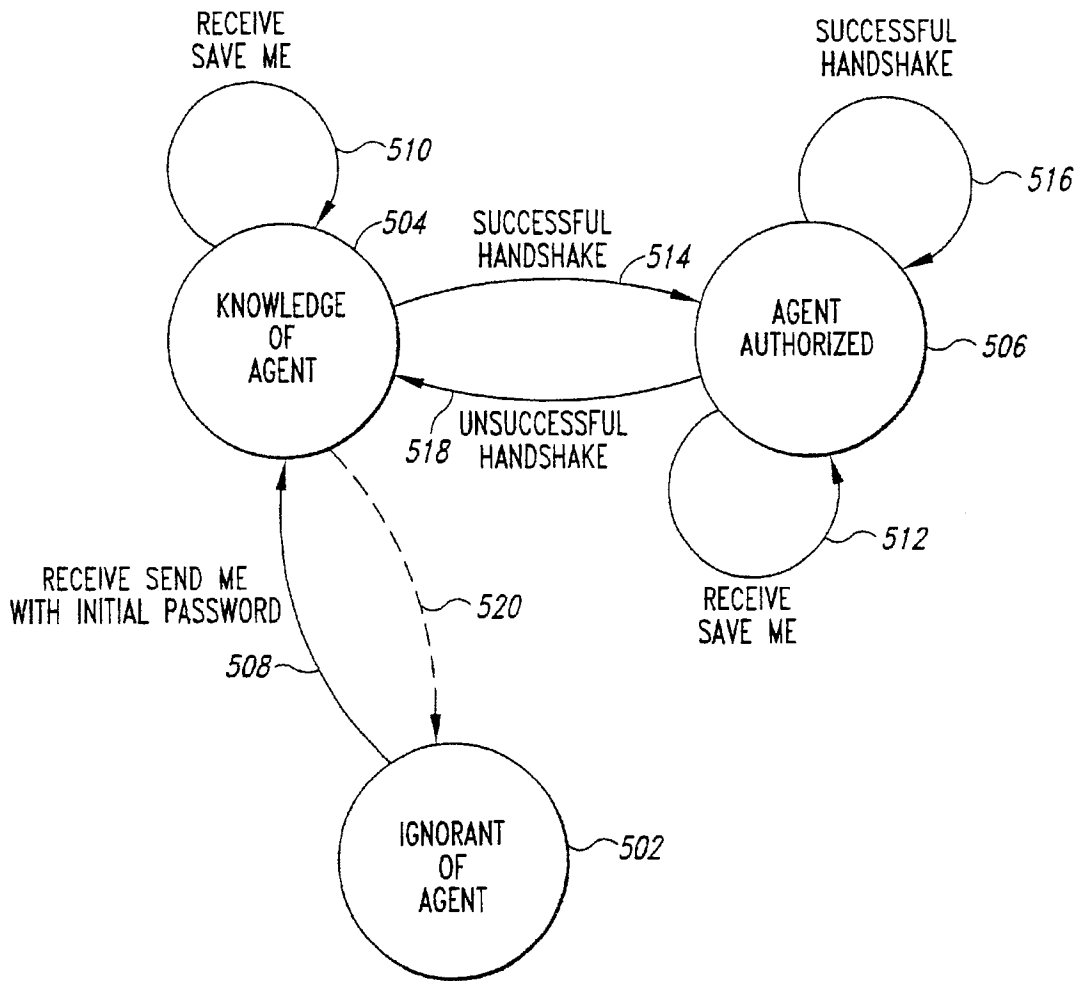 RECEIVE
SAVE ME
510
504
KNOWLEDGE
OF
AGENT
SUCCESSFUL
HANDSHAKE
514
SUCCESSFUL
HANDSHAKE
516
AGENT
AUTHORIZED
506
518
UNSUCCESSFUL
HANDSHAKE
512
RECEIVE
SAVE ME
RECEIVE SEND ME
WITH INITIAL PASSWORD
508
520
IGNORANT
OF
AGENT
502